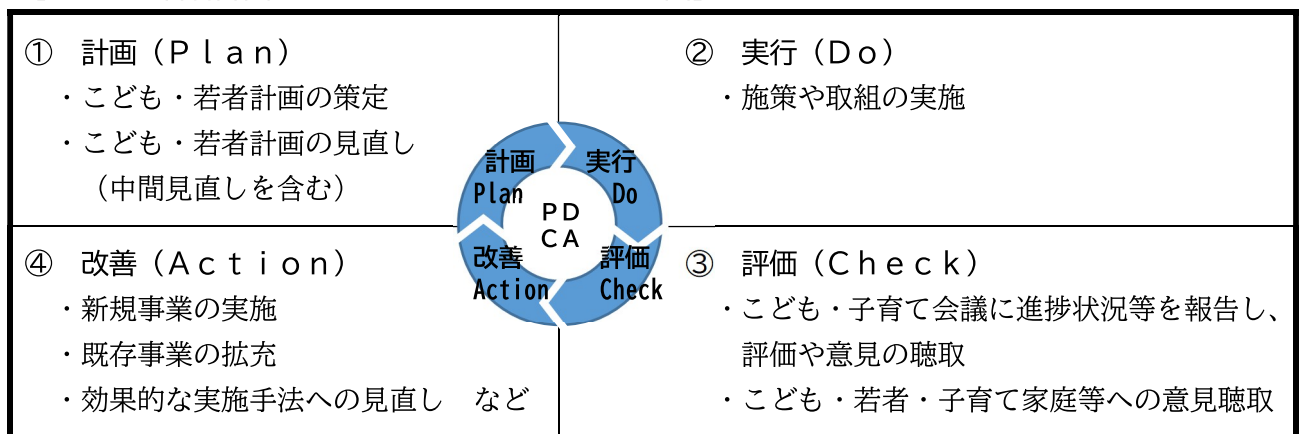 ① 計画（Ｐｌａｎ）
・こども・若者計画の策定
・こども・若者計画の見直し
（中間見直しを含む）
② 実行（Ｄｏ）
・施策や取組の実施
計画
Plan
実行
Do
ＰＤ
ＣＡ
改善
Action
評価
Check
④ 改善（Ａｃｔｉｏｎ）
・新規事業の実施
・既存事業の拡充
・効果的な実施手法への見直し　など
③ 評価（Ｃｈｅｃｋ）
・こども・子育て会議に進捗状況等を報告し、
評価や意見の聴取
・こども・若者・子育て家庭等への意見聴取